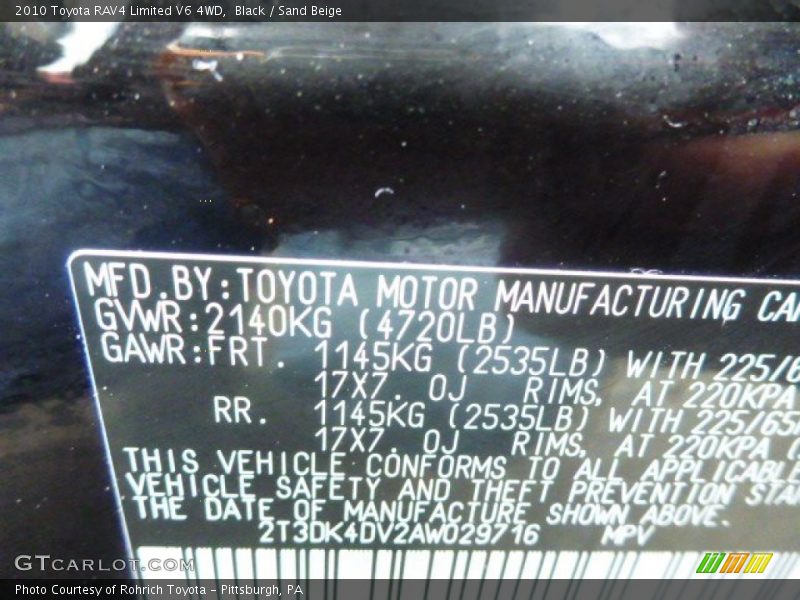 2010 Toyota RAV4 Limited V6 4WD, Black / Sand Beige
MFD.BY:TOYOTA MOTOR MANUFACTURING CA
GVWR:2140KG (4720LB)
GAWR:FRT. 1145KG (2535LB) WITH 225/6
17X7. 0J RIMS, AT 220KPA
RR. 1145KG (2535LB) WITH 225/65
17X7. 0J RIMS, AT 220KPA (
THIS VEHICLE CONFORMS TO ALL APPLICABLE
VEHICLE SAFETY AND THEFT PREVENTION STA
THE DATE OF MANUFACTURE SHOWN ABOVE.
2T3DK4DV2AW029716 MPV
GTCARLOT.COM
Photo Courtesy of Rohrich Toyota - Pittsburgh, PA